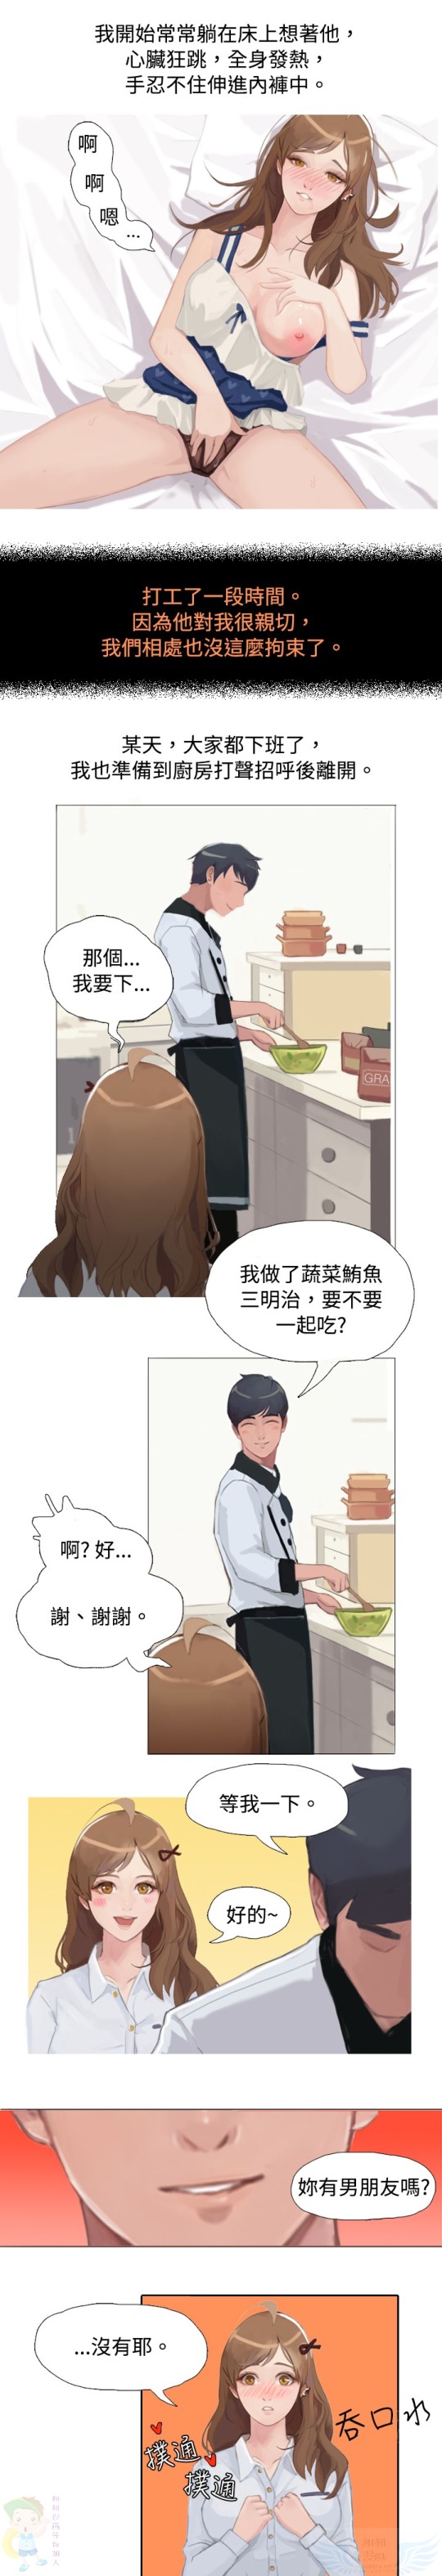 我開始常常躺在床上想著他，
心臟狂跳，全身發熱，
手忍不住伸進內褲中。
啊
啊
嗯
...
打工了一段時間。
因為他對我很親切，
我們相處也沒這麼拘束了。
某天，大家都下班了，
我也準備到廚房打聲招呼後離開。
那個...
我要下...
GRA
我做了蔬菜鮪魚
三明治，要不要
一起吃?
啊? 好...
謝、謝謝。
等我一下。
好的~
妳有男朋友嗎?
...沒有耶。
吞口水
撲通
撲通